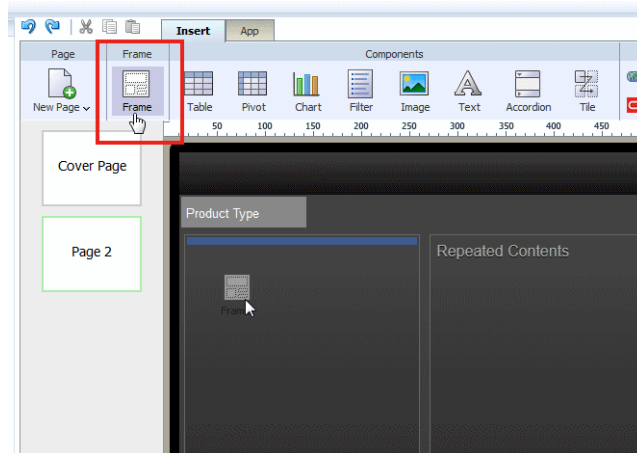 Insert App
Page Frame Components
New Page Frame Table Pivot Chart Filter Image Text Accordion Tile
50 100 150 200 250 300 350 400 450
Cover Page
Product Type
Page 2
Repeated Contents
Frame